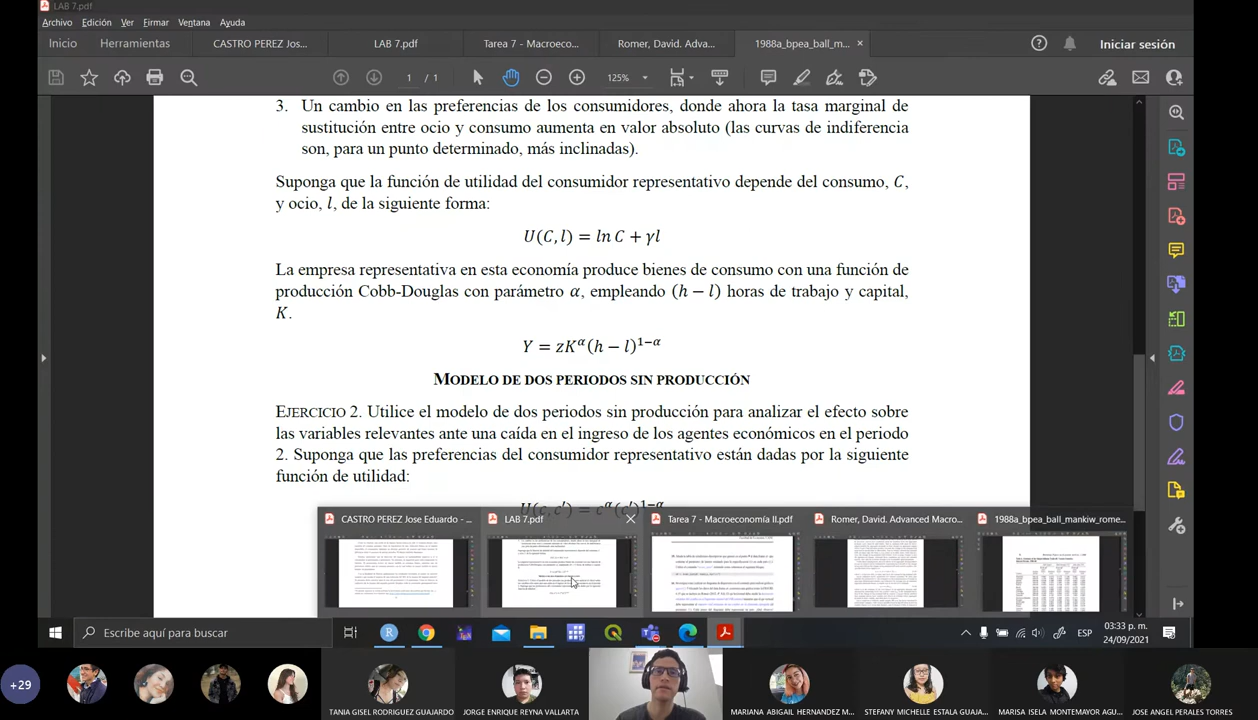 LAB 7.pdf
Archivo Edición Ver Firmar Ventana Ayuda
Inicio Herramientas CASTRO PEREZ Jos... LAB 7.pdf Tarea 7 - Macroeco... Romer, David. Adva... 1988a_bpea_ball_m... × Iniciar sesión
1 / 1 125%
3. Un cambio en las preferencias de los consumidores, donde ahora la tasa marginal de
sustitución entre ocio y consumo aumenta en valor absoluto (las curvas de indiferencia
son, para un punto determinado, más inclinadas).
Suponga que la función de utilidad del consumidor representativo depende del consumo, C,
y ocio, l, de la siguiente forma:
U(C, l) = ln C + γl
La empresa representativa en esta economía produce bienes de consumo con una función de
producción Cobb-Douglas con parámetro α, empleando (h − l) horas de trabajo y capital,
K.
Y = zK^α(h − l)^{1−α}
MODELO DE DOS PERIODOS SIN PRODUCCIÓN
EJERCICIO 2. Utilice el modelo de dos periodos sin producción para analizar el efecto sobre
las variables relevantes ante una caída en el ingreso de los agentes económicos en el periodo
2. Suponga que las preferencias del consumidor representativo están dadas por la siguiente
función de utilidad:
U(c, c′) = c^α(c′)^{1−α}
CASTRO PEREZ Jose Eduardo - ... LAB 7.pdf Tarea 7 - Macroeconomía II.pdf Romer, David. Advanced Macro... 1988a_bpea_ball_mankiw_rome...
Escribe aquí para buscar
ESP
03:33 p. m.
24/09/2021
+29
TANIA GISEL RODRIGUEZ GUAJARDO JORGE ENRIQUE REYNA VALLARTA MARIANA ABIGAIL HERNANDEZ M... STEFANY MICHELLE ESTALA GUAJA... MARISA ISELA MONTEMAYOR AGU... JOSE ANGEL PERALES TORRES